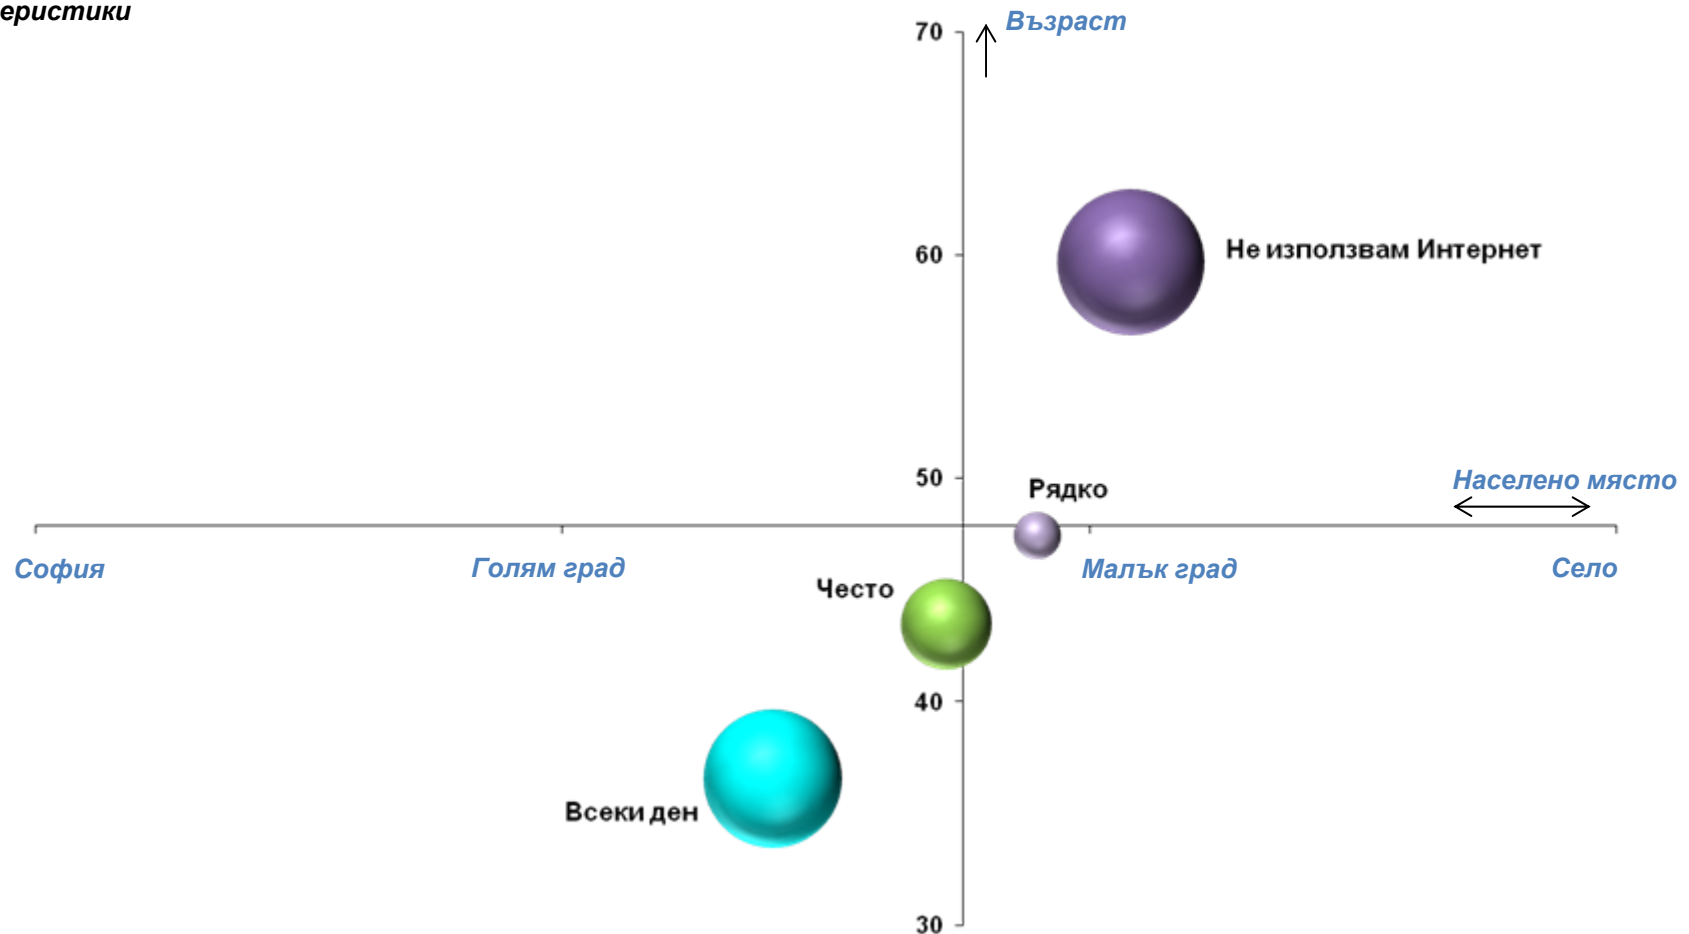 еристики
70
Възраст
60
Не използвам Интернет
50
Рядко
Населено място
София
Голям град
Малък град
Село
Често
40
Всеки ден
30